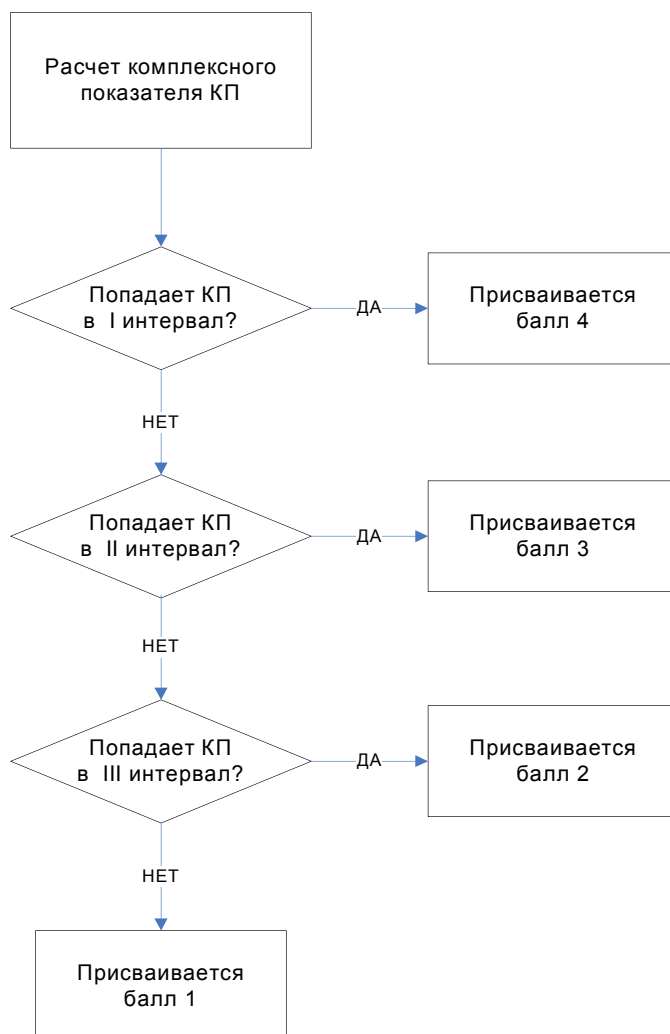 Расчет комплексного
показателя КП
Попадает КП
в I интервал?
ДА
Присваивается
балл 4
НЕТ
Попадает КП
в II интервал?
ДА
Присваивается
балл 3
НЕТ
Попадает КП
в III интервал?
ДА
Присваивается
балл 2
НЕТ
Присваивается
балл 1